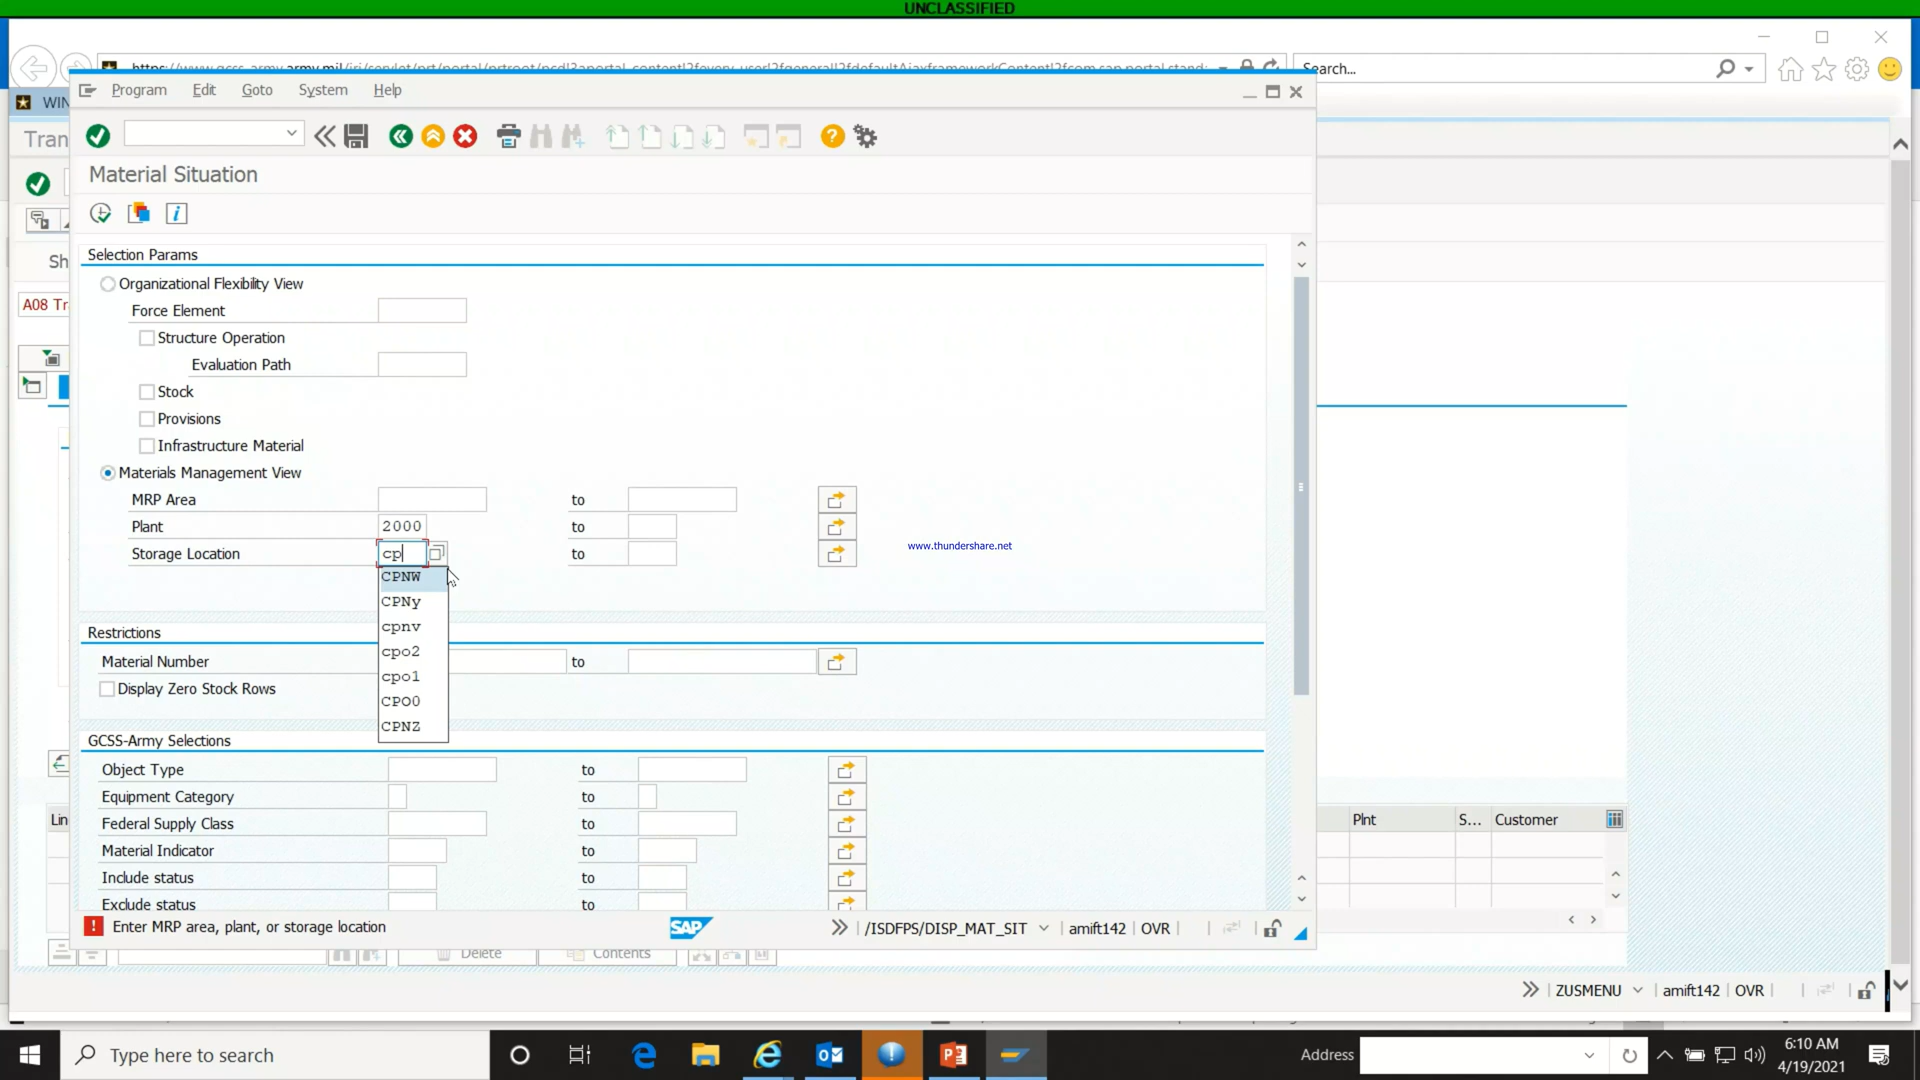 UNCLASSIFIED
Search...
WIN
Program Edit Goto System Help
Tran
Material Situation
Selection Params
Sh
Organizational Flexibility View
A08 Tr
Force Element
Structure Operation
Evaluation Path
Stock
Provisions
Infrastructure Material
Materials Management View
MRP Area to
Plant 2000 to
Storage Location cp to
www.thundershare.net
CPNW
CPNy
cpnv
cpo2
cpo1
CPO0
CPNZ
Restrictions
Material Number to
Display Zero Stock Rows
GCSS-Army Selections
Object Type to
Equipment Category to
Federal Supply Class to
Material Indicator to
Include status to
Exclude status to
Lin
Plnt S... Customer
Enter MRP area, plant, or storage location
SAP
/ISDFPS/DISP_MAT_SIT amift142 OVR
Delete Contents
ZUSMENU amift142 OVR
Type here to search
Address
6:10 AM
4/19/2021